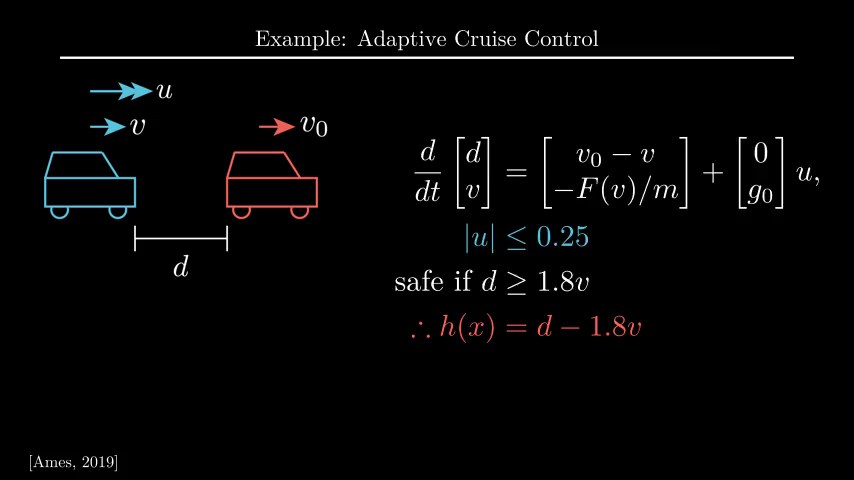 Example: Adaptive Cruise Control
u
v
v₀
d
d/dt [d v] = [v₀ − v −F(v)/m] + [0 g₀] u,
|u| ≤ 0.25
safe if d ≥ 1.8v
∴ h(x) = d − 1.8v
[Ames, 2019]